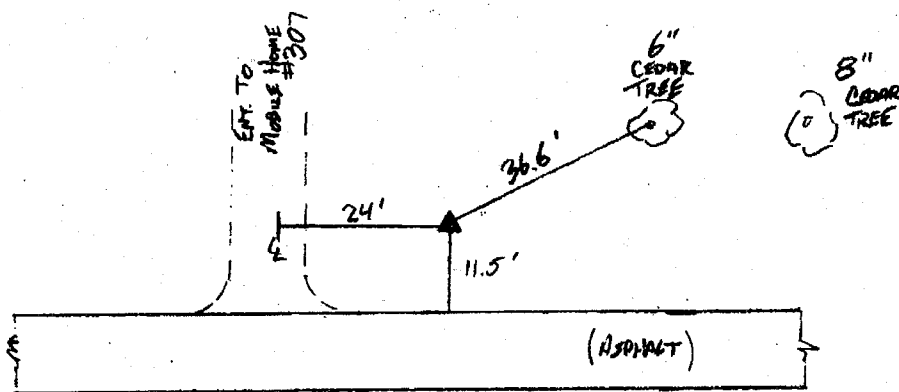 ENT. TO
MOBILE HOME
#307
6"
CEDAR
TREE
8"
CEDAR
TREE
36.6'
24'
℄
11.5'
(ASPHALT)